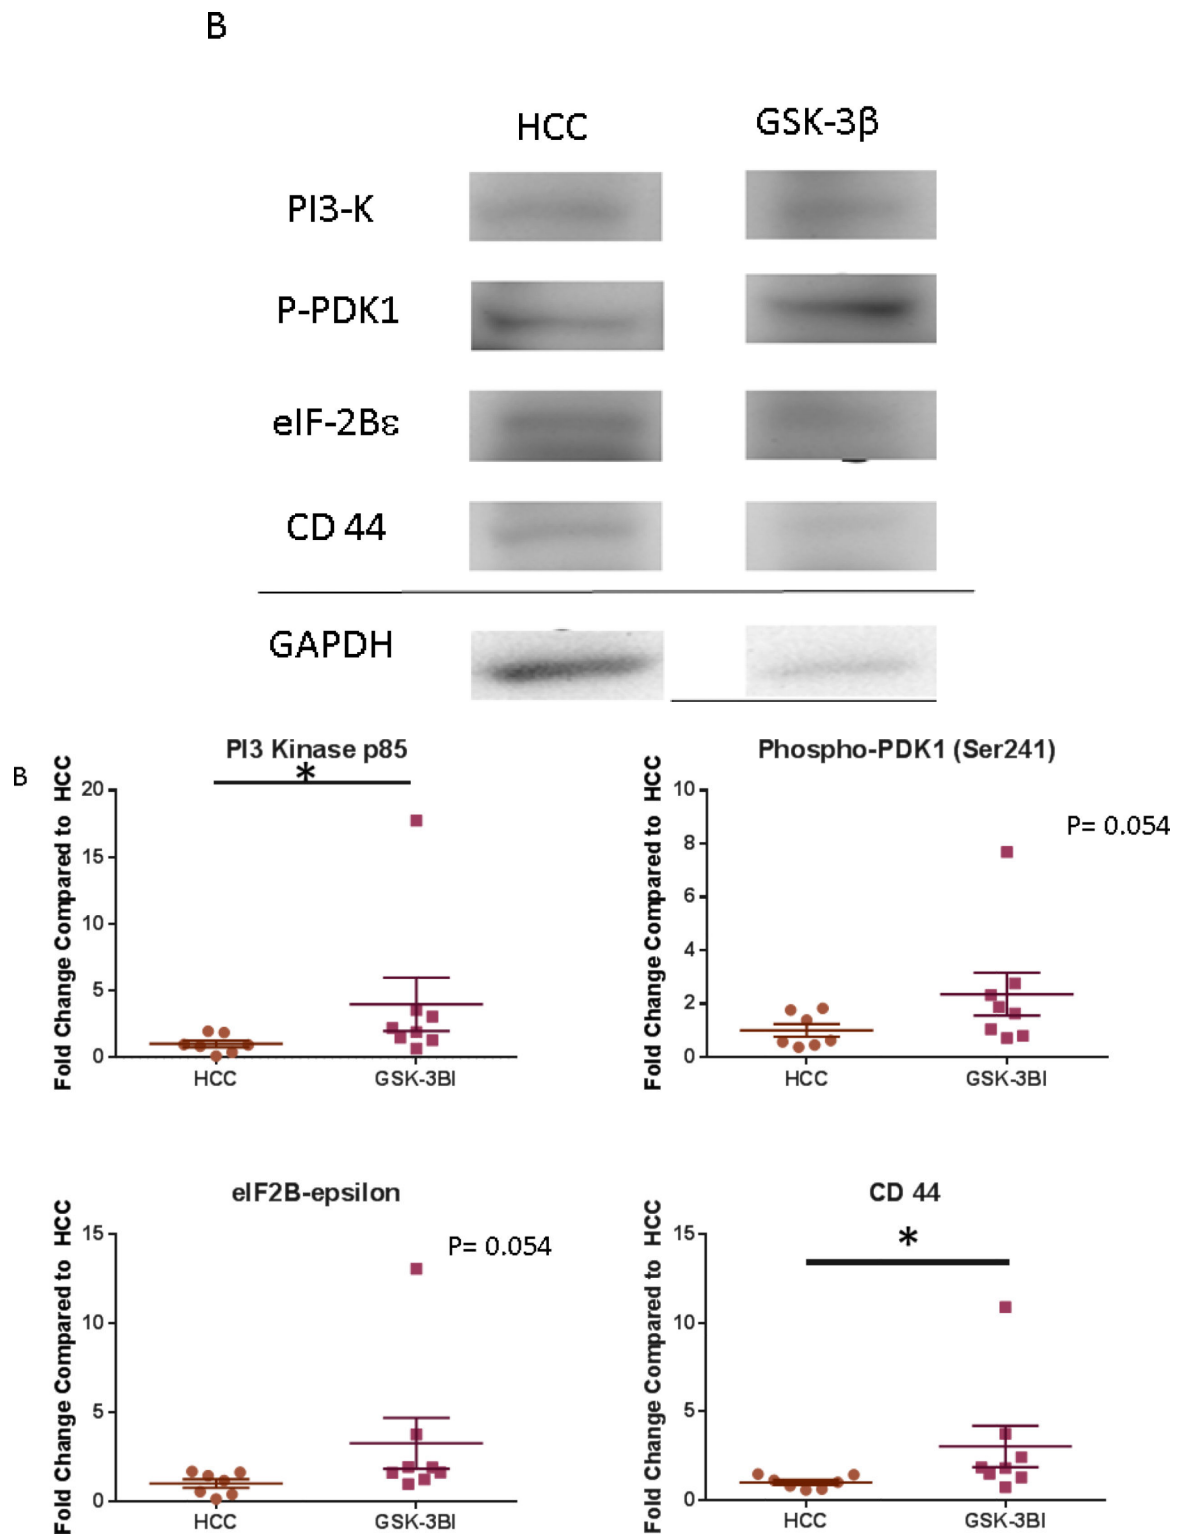 B
HCC GSK-3β
PI3-K
P-PDK1
eIF-2Bε
CD 44
GAPDH
B
PI3 Kinase p85
*
Fold Change Compared to HCC
20
15
10
5
0
HCC GSK-3BI
Phospho-PDK1 (Ser241)
P= 0.054
Fold Change Compared to HCC
10
8
6
4
2
0
HCC GSK-3BI
eIF2B-epsilon
P= 0.054
Fold Change Compared to HCC
15
10
5
0
HCC GSK-3BI
CD 44
*
Fold Change Compared to HCC
15
10
5
0
HCC GSK-3BI